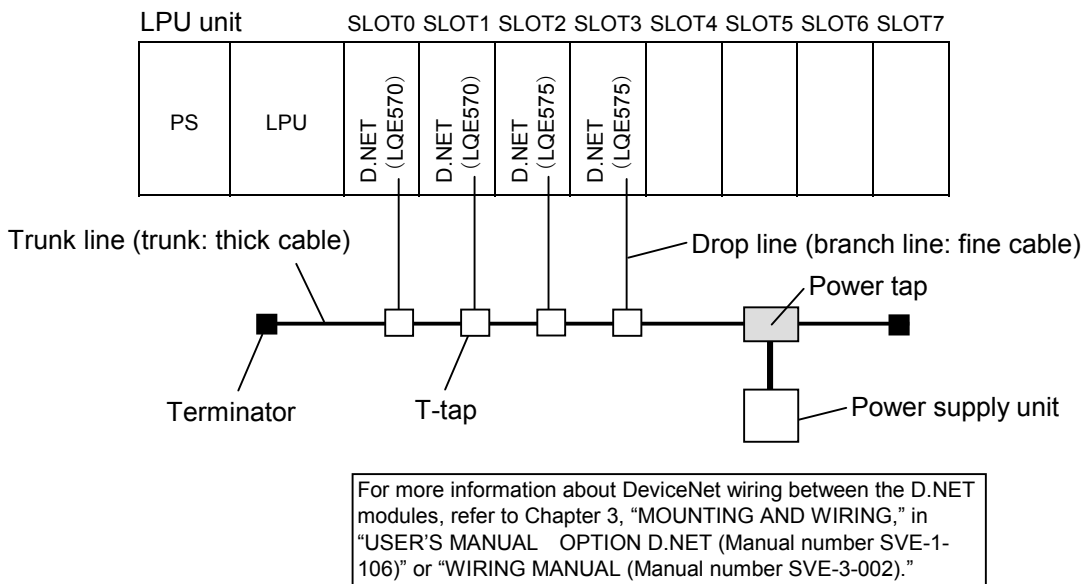 LPU unit
SLOT0 SLOT1 SLOT2 SLOT3 SLOT4 SLOT5 SLOT6 SLOT7
PS
LPU
D.NET
(LQE570)
D.NET
(LQE570)
D.NET
(LQE575)
D.NET
(LQE575)
Trunk line (trunk: thick cable)
Drop line (branch line: fine cable)
Power tap
Terminator
T-tap
Power supply unit
For more information about DeviceNet wiring between the D.NET
modules, refer to Chapter 3, “MOUNTING AND WIRING,” in
“USER’S MANUAL OPTION D.NET (Manual number SVE-1-
106)” or “WIRING MANUAL (Manual number SVE-3-002).”